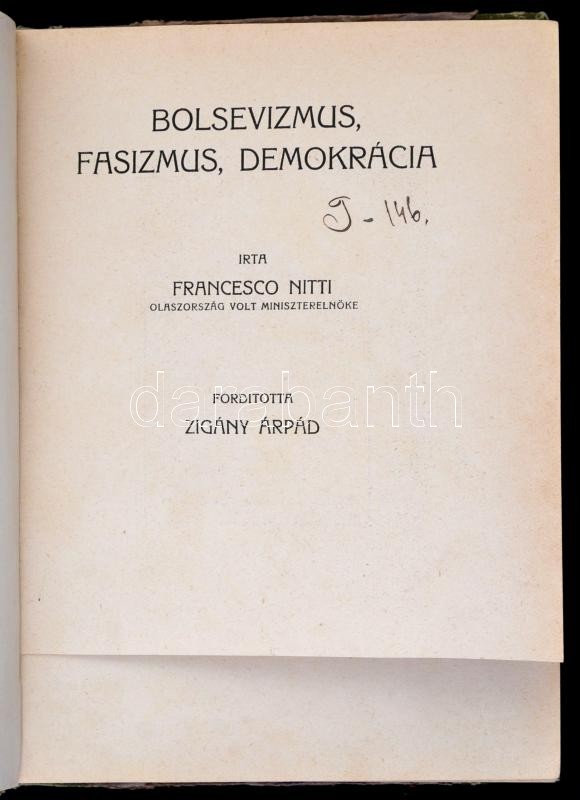 BOLSEVIZMUS,
FASIZMUS, DEMOKRÁCIA
J - 146.
IRTA
FRANCESCO NITTI
OLASZORSZÁG VOLT MINISZTERELNÖKE
FORDITOTTA
darabanth
ZIGÁNY ÁRPÁD